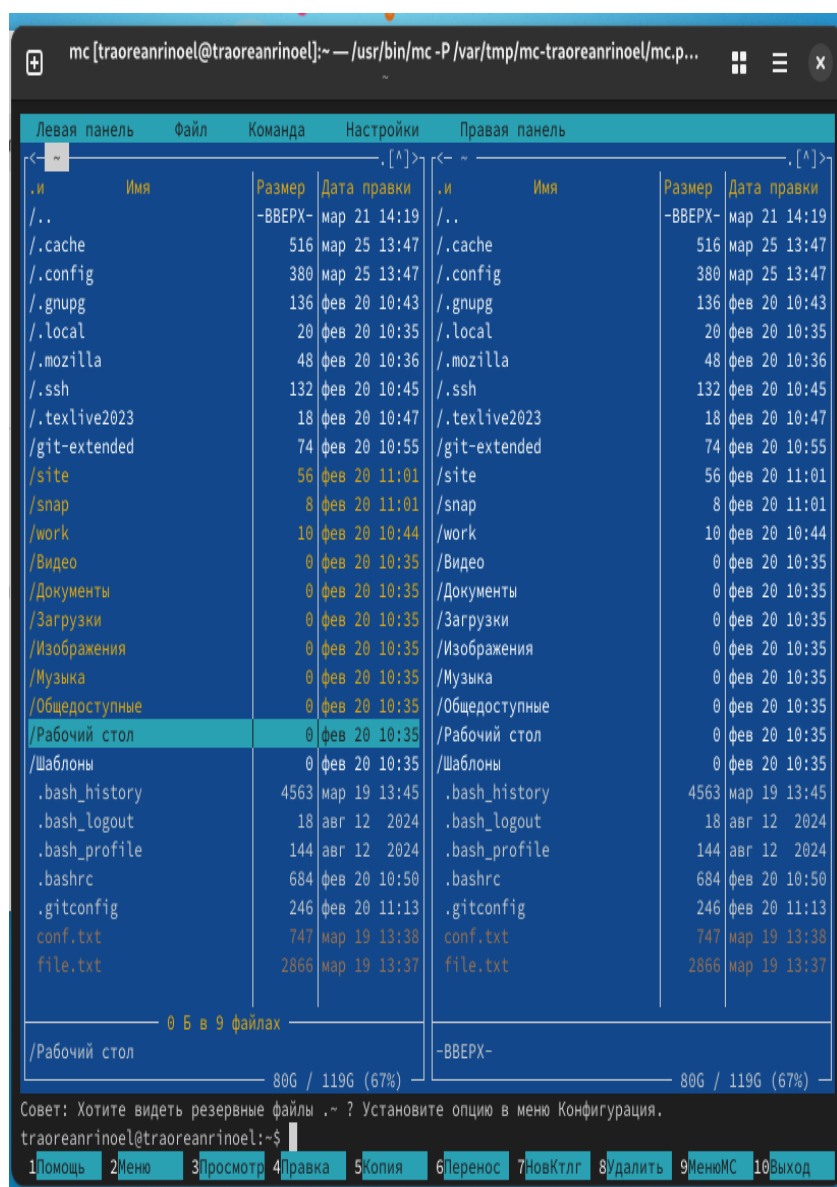 mc [traoreanrinoel@traoreanrinoel]:~ — /usr/bin/mc -P /var/tmp/mc-traoreanrinoel/mc.p...
~
Левая панель Файл Команда Настройки Правая панель
<— ~ .[^]> <— ~ .[^]>
.и Имя Размер Дата правки .и Имя Размер Дата правки
/.. -ВВЕРХ- мар 21 14:19 /.. -ВВЕРХ- мар 21 14:19
/.cache 516 мар 25 13:47 /.cache 516 мар 25 13:47
/.config 380 мар 25 13:47 /.config 380 мар 25 13:47
/.gnupg 136 фев 20 10:43 /.gnupg 136 фев 20 10:43
/.local 20 фев 20 10:35 /.local 20 фев 20 10:35
/.mozilla 48 фев 20 10:36 /.mozilla 48 фев 20 10:36
/.ssh 132 фев 20 10:45 /.ssh 132 фев 20 10:45
/.texlive2023 18 фев 20 10:47 /.texlive2023 18 фев 20 10:47
/git-extended 74 фев 20 10:55 /git-extended 74 фев 20 10:55
/site 56 фев 20 11:01 /site 56 фев 20 11:01
/snap 8 фев 20 11:01 /snap 8 фев 20 11:01
/work 10 фев 20 10:44 /work 10 фев 20 10:44
/Видео 0 фев 20 10:35 /Видео 0 фев 20 10:35
/Документы 0 фев 20 10:35 /Документы 0 фев 20 10:35
/Загрузки 0 фев 20 10:35 /Загрузки 0 фев 20 10:35
/Изображения 0 фев 20 10:35 /Изображения 0 фев 20 10:35
/Музыка 0 фев 20 10:35 /Музыка 0 фев 20 10:35
/Общедоступные 0 фев 20 10:35 /Общедоступные 0 фев 20 10:35
/Рабочий стол 0 фев 20 10:35 /Рабочий стол 0 фев 20 10:35
/Шаблоны 0 фев 20 10:35 /Шаблоны 0 фев 20 10:35
.bash_history 4563 мар 19 13:45 .bash_history 4563 мар 19 13:45
.bash_logout 18 авг 12 2024 .bash_logout 18 авг 12 2024
.bash_profile 144 авг 12 2024 .bash_profile 144 авг 12 2024
.bashrc 684 фев 20 10:50 .bashrc 684 фев 20 10:50
.gitconfig 246 фев 20 11:13 .gitconfig 246 фев 20 11:13
conf.txt 747 мар 19 13:38 conf.txt 747 мар 19 13:38
file.txt 2866 мар 19 13:37 file.txt 2866 мар 19 13:37
0 Б в 9 файлах
/Рабочий стол -ВВЕРХ-
80G / 119G (67%) 80G / 119G (67%)
Совет: Хотите видеть резервные файлы .~ ? Установите опцию в меню Конфигурация.
traoreanrinoel@traoreanrinoel:~$
1Помощь 2Меню 3Просмотр 4Правка 5Копия 6Перенос 7НовКтлг 8Удалить 9МенюМС 10Выход